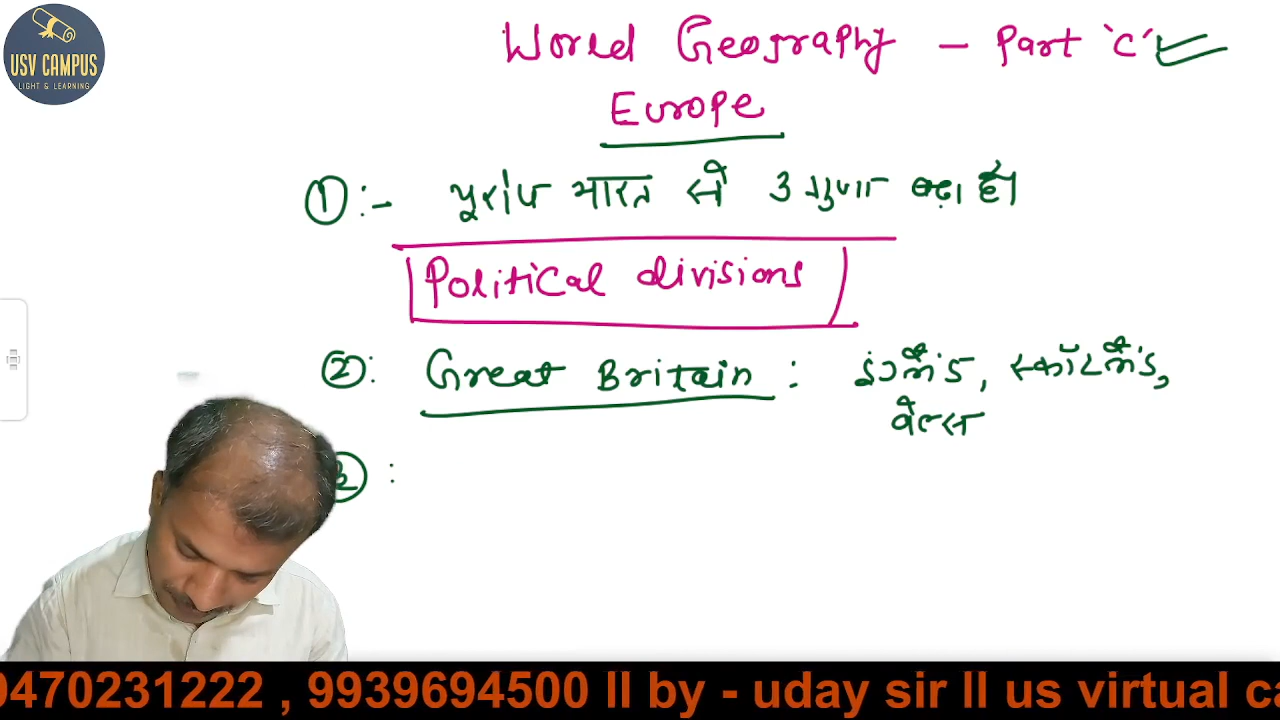 USV CAMPUS
LIGHT & LEARNING
World Geography - Part 'C'
Europe
① :- यूरोप भारत से 3 गुणा बड़ा है।
Political divisions
② : Great Britain : इंग्लैंड, स्कॉटलैंड,
वेल्स
③ :
9470231222 , 9939694500 ll by - uday sir ll us virtual ca